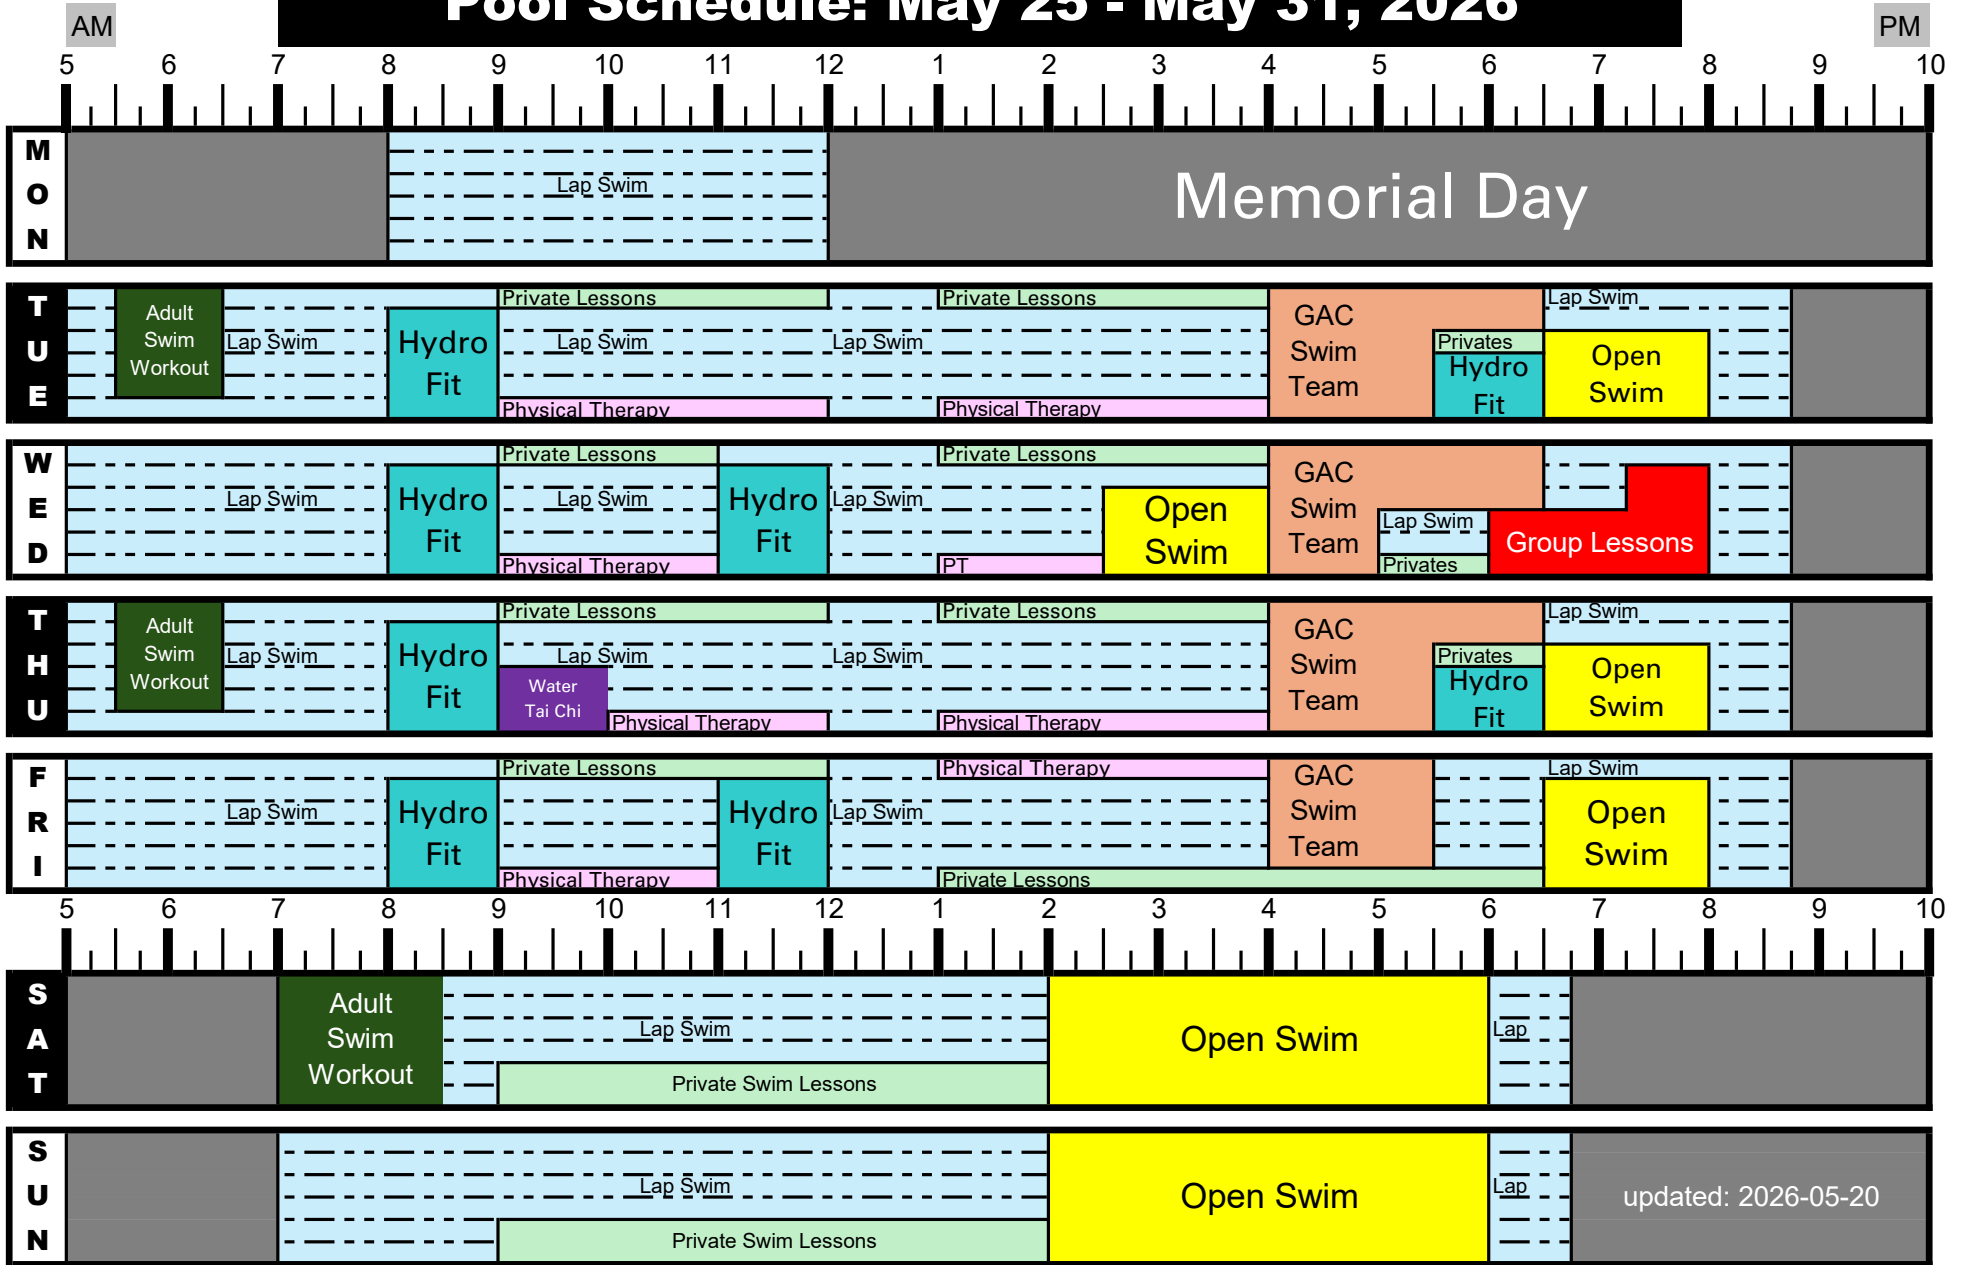 Pool Schedule: May 25 - May 31, 2026
AM
PM
5 6 7 8 9 10 11 12 1 2 3 4 5 6 7 8 9 10
MON
Lap Swim
Memorial Day
TUE
Adult
Swim
Workout
Lap Swim
Hydro
Fit
Private Lessons
Lap Swim
Physical Therapy
Lap Swim
Private Lessons
Physical Therapy
GAC
Swim
Team
Privates
Hydro
Fit
Lap Swim
Open
Swim
WED
Lap Swim
Hydro
Fit
Private Lessons
Lap Swim
Physical Therapy
Hydro
Fit
Lap Swim
Private Lessons
PT
Open
Swim
GAC
Swim
Team
Lap Swim
Privates
Group Lessons
THU
Adult
Swim
Workout
Lap Swim
Hydro
Fit
Private Lessons
Lap Swim
Water
Tai Chi
Physical Therapy
Lap Swim
Private Lessons
Physical Therapy
GAC
Swim
Team
Privates
Hydro
Fit
Lap Swim
Open
Swim
FRI
Lap Swim
Hydro
Fit
Private Lessons
Physical Therapy
Hydro
Fit
Lap Swim
Physical Therapy
Private Lessons
GAC
Swim
Team
Lap Swim
Open
Swim
5 6 7 8 9 10 11 12 1 2 3 4 5 6 7 8 9 10
SAT
Adult
Swim
Workout
Lap Swim
Private Swim Lessons
Open Swim
Lap
SUN
Lap Swim
Private Swim Lessons
Open Swim
Lap
updated: 2026-05-20